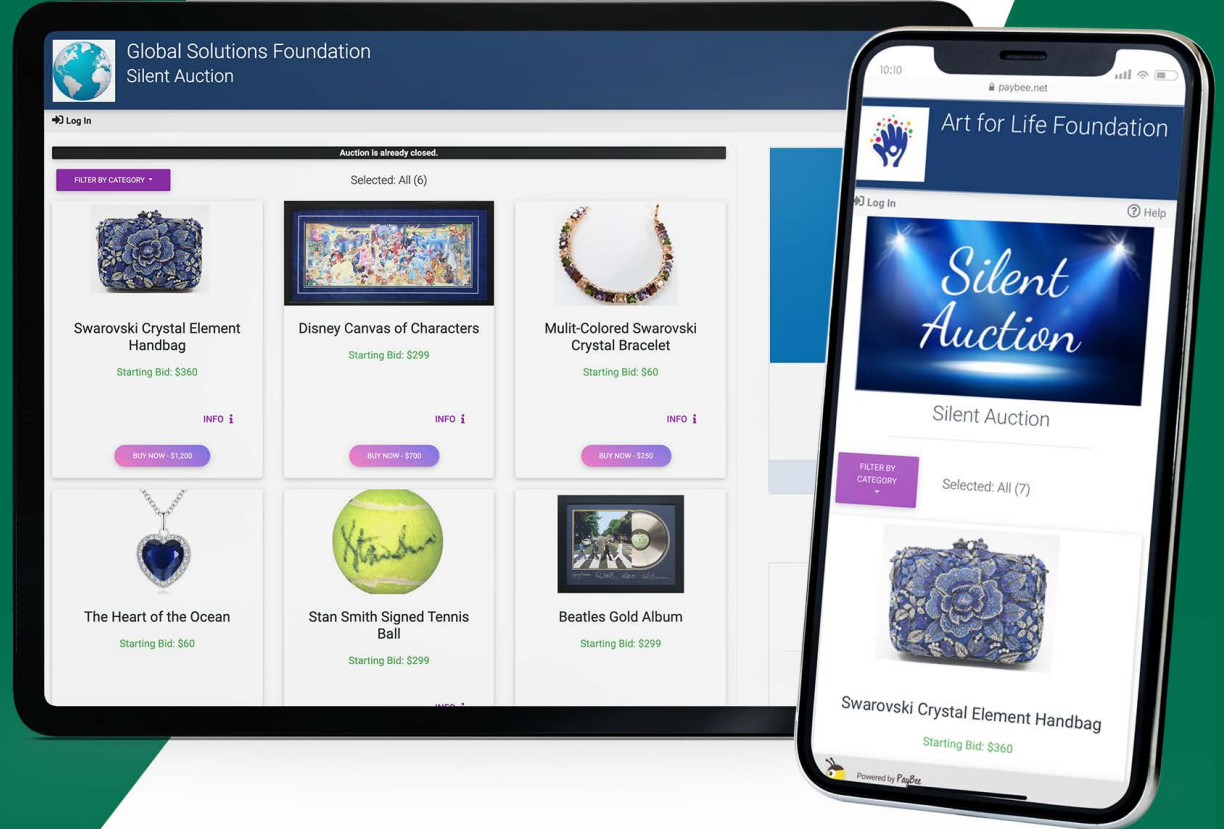 Global Solutions Foundation
Silent Auction
Log In
Auction is already closed.
FILTER BY CATEGORY
Selected: All (6)
Swarovski Crystal Element
Handbag
Starting Bid: $360
INFO i
BUY NOW - $1,200
Disney Canvas of Characters
Starting Bid: $299
INFO i
BUY NOW - $700
Mulit-Colored Swarovski
Crystal Bracelet
Starting Bid: $60
INFO i
BUY NOW - $250
The Heart of the Ocean
Starting Bid: $60
Stan Smith Signed Tennis
Ball
Starting Bid: $299
Beatles Gold Album
Starting Bid: $299
10:10
paybee.net
Art for Life Foundation
Log In
? Help
Silent
Auction
Silent Auction
FILTER BY
CATEGORY
Selected: All (7)
Swarovski Crystal Element Handbag
Starting Bid: $360
Powered by PayBee